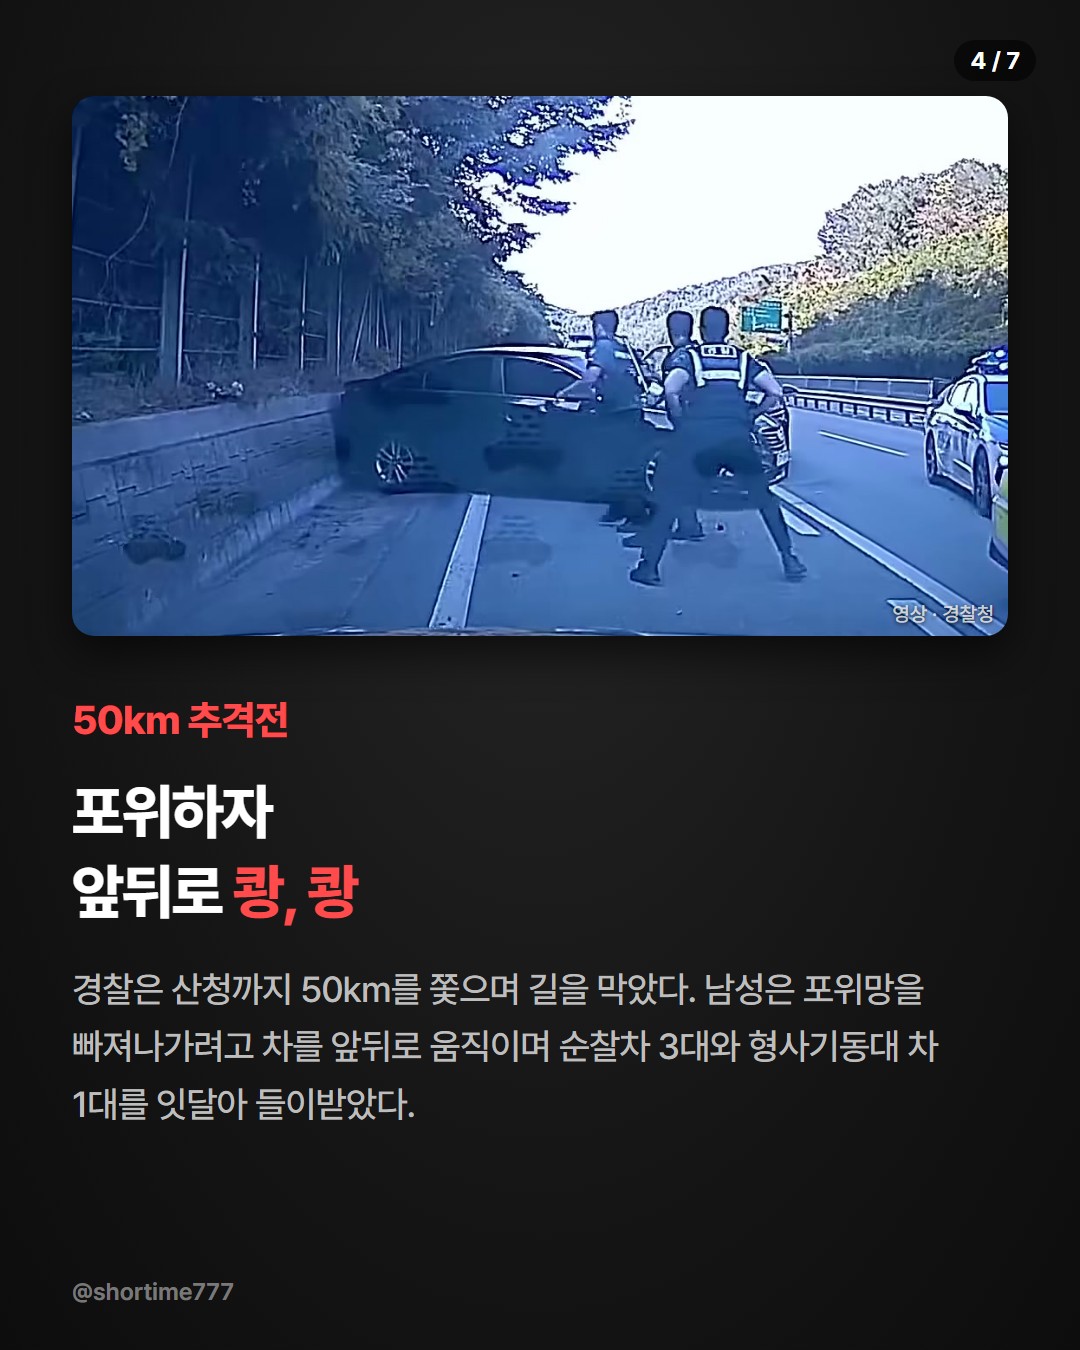 4 / 7
영상 · 경찰청
50km 추격전
포위하자
앞뒤로 쾅, 쾅
경찰은 산청까지 50km를 쫓으며 길을 막았다. 남성은 포위망을
빠져나가려고 차를 앞뒤로 움직이며 순찰차 3대와 형사기동대 차
1대를 잇달아 들이받았다.
@shortime777